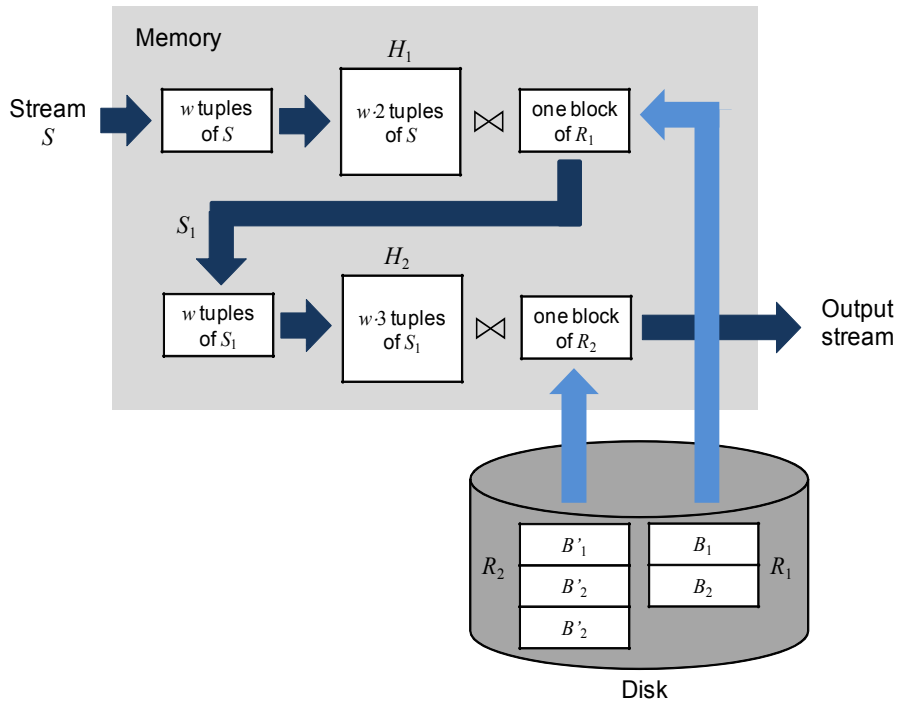 Memory
H₁
Stream
S
w tuples
of S
w·2 tuples
of S
⋈
one block
of R₁
S₁
H₂
w tuples
of S₁
w·3 tuples
of S₁
⋈
one block
of R₂
Output
stream
R₂
B'₁
B'₂
B'₂
B₁
B₂
R₁
Disk